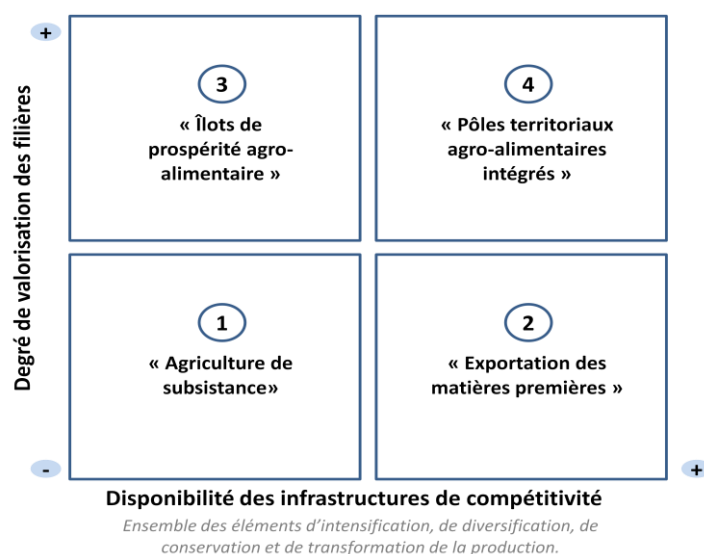 +
Degré de valorisation des filières
3
« Îlots de
prospérité agro-
alimentaire »
4
« Pôles territoriaux
agro-alimentaires
intégrés »
1
« Agriculture de
subsistance»
2
« Exportation des
matières premières »
-
+
Disponibilité des infrastructures de compétitivité
Ensemble des éléments d’intensification, de diversification, de
conservation et de transformation de la production.